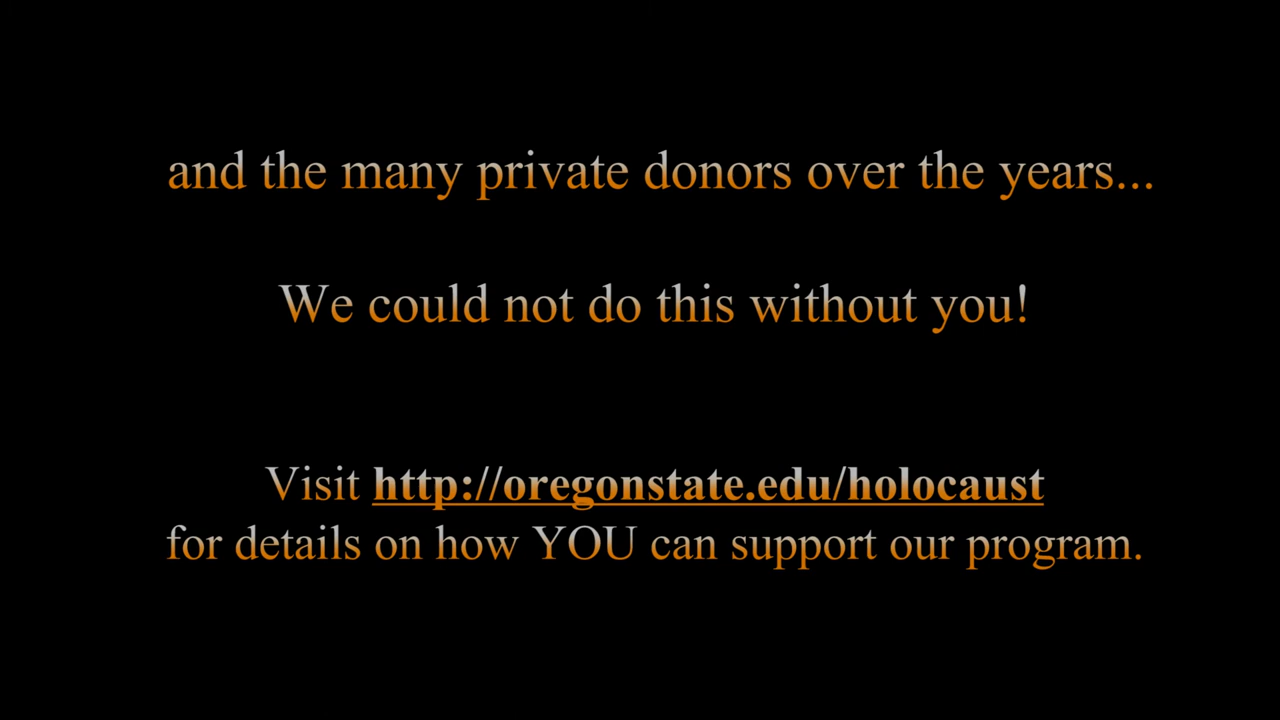 and the many private donors over the years...
We could not do this without you!
Visit http://oregonstate.edu/holocaust
for details on how YOU can support our program.